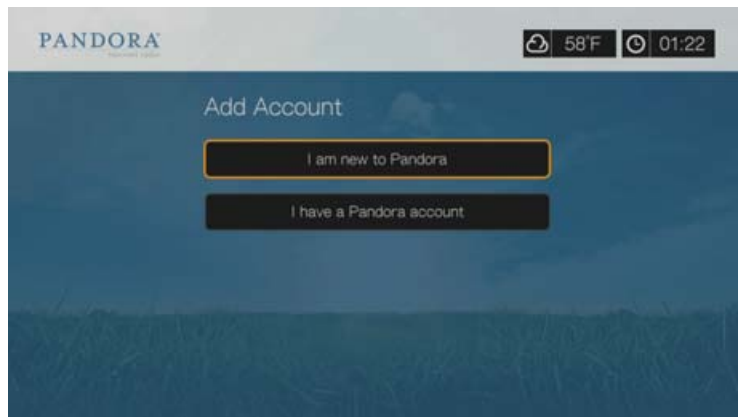 PANDORA
58°F 01:22
Add Account
I am new to Pandora
I have a Pandora account